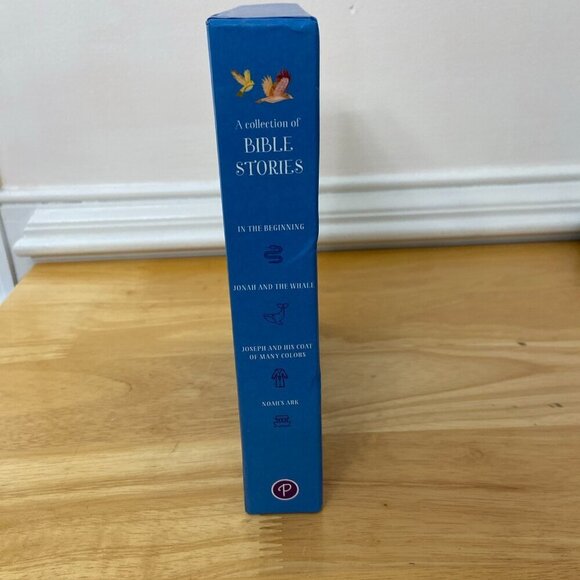 A collection of
BIBLE
STORIES
IN THE BEGINNING
JONAH AND THE WHALE
JOSEPH AND HIS COAT
OF MANY COLORS
NOAH'S ARK
P